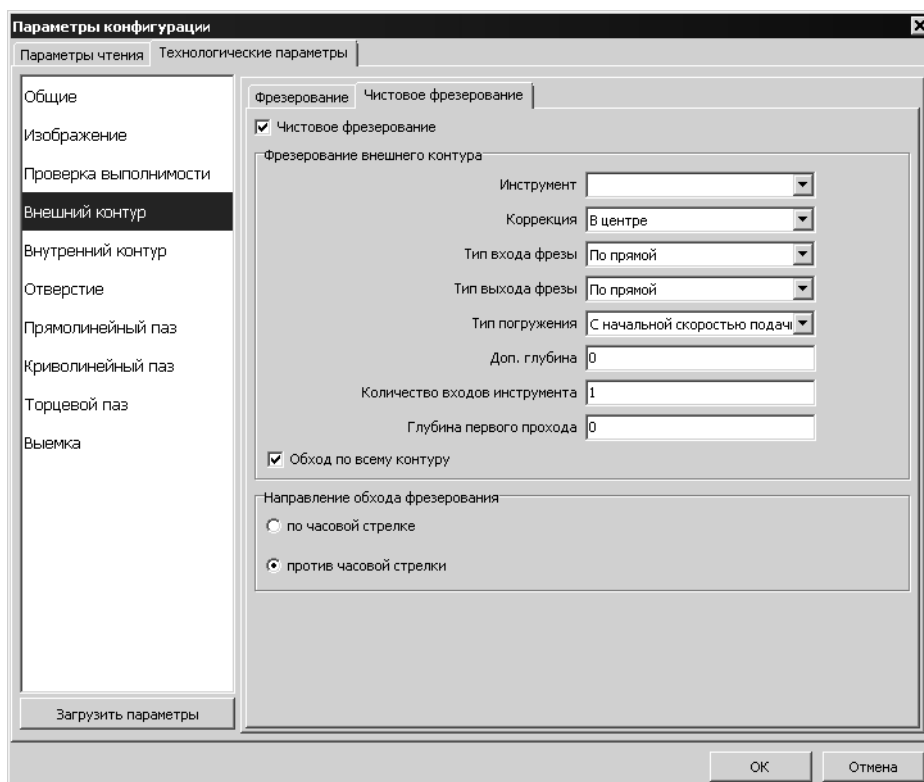 Параметры конфигурации
Параметры чтения Технологические параметры
Общие
Изображение
Проверка выполнимости
Внешний контур
Внутренний контур
Отверстие
Прямолинейный паз
Криволинейный паз
Торцевой паз
Выемка
Загрузить параметры
Фрезерование Чистовое фрезерование
Чистовое фрезерование
Фрезерование внешнего контура
Инструмент
Коррекция В центре
Тип входа фрезы По прямой
Тип выхода фрезы По прямой
Тип погружения С начальной скоростью подачи
Доп. глубина 0
Количество входов инструмента 1
Глубина первого прохода 0
Обход по всему контуру
Направление обхода фрезерования
по часовой стрелке
против часовой стрелки
OK Отмена